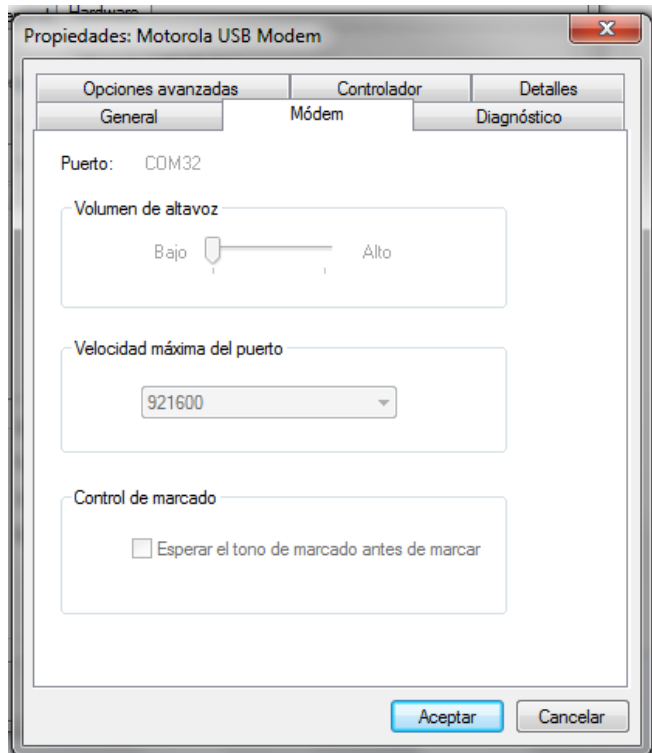 Hardware
Propiedades: Motorola USB Modem
Opciones avanzadas Controlador Detalles
General Módem Diagnóstico
Puerto: COM32
Volumen de altavoz
Bajo Alto
Velocidad máxima del puerto
921600
Control de marcado
Esperar el tono de marcado antes de marcar
Aceptar Cancelar